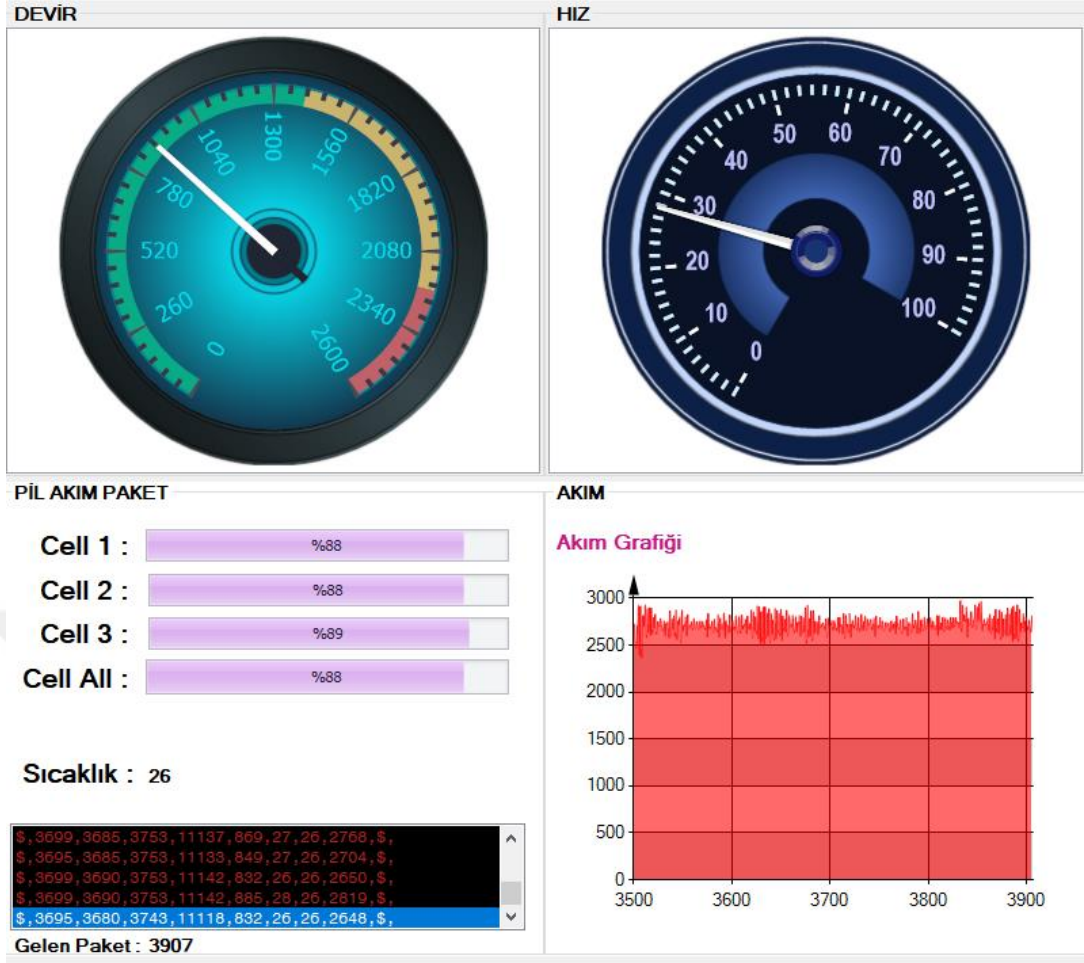 DEVİR
0
260
520
780
1040
1300
1560
1820
2080
2340
2600
HIZ
0
10
20
30
40
50
60
70
80
90
100
PİL AKIM PAKET
Cell 1 : %88
Cell 2 : %88
Cell 3 : %89
Cell All : %88
Sıcaklık : 26
$,3699,3685,3753,11137,869,27,26,2768,$,
$,3695,3685,3753,11133,849,27,26,2704,$,
$,3699,3690,3753,11142,832,26,26,2650,$,
$,3699,3690,3753,11142,885,28,26,2819,$,
$,3695,3680,3743,11118,832,26,26,2648,$,
Gelen Paket : 3907
AKIM
Akım Grafiği
3000
2500
2000
1500
1000
500
0
3500 3600 3700 3800 3900